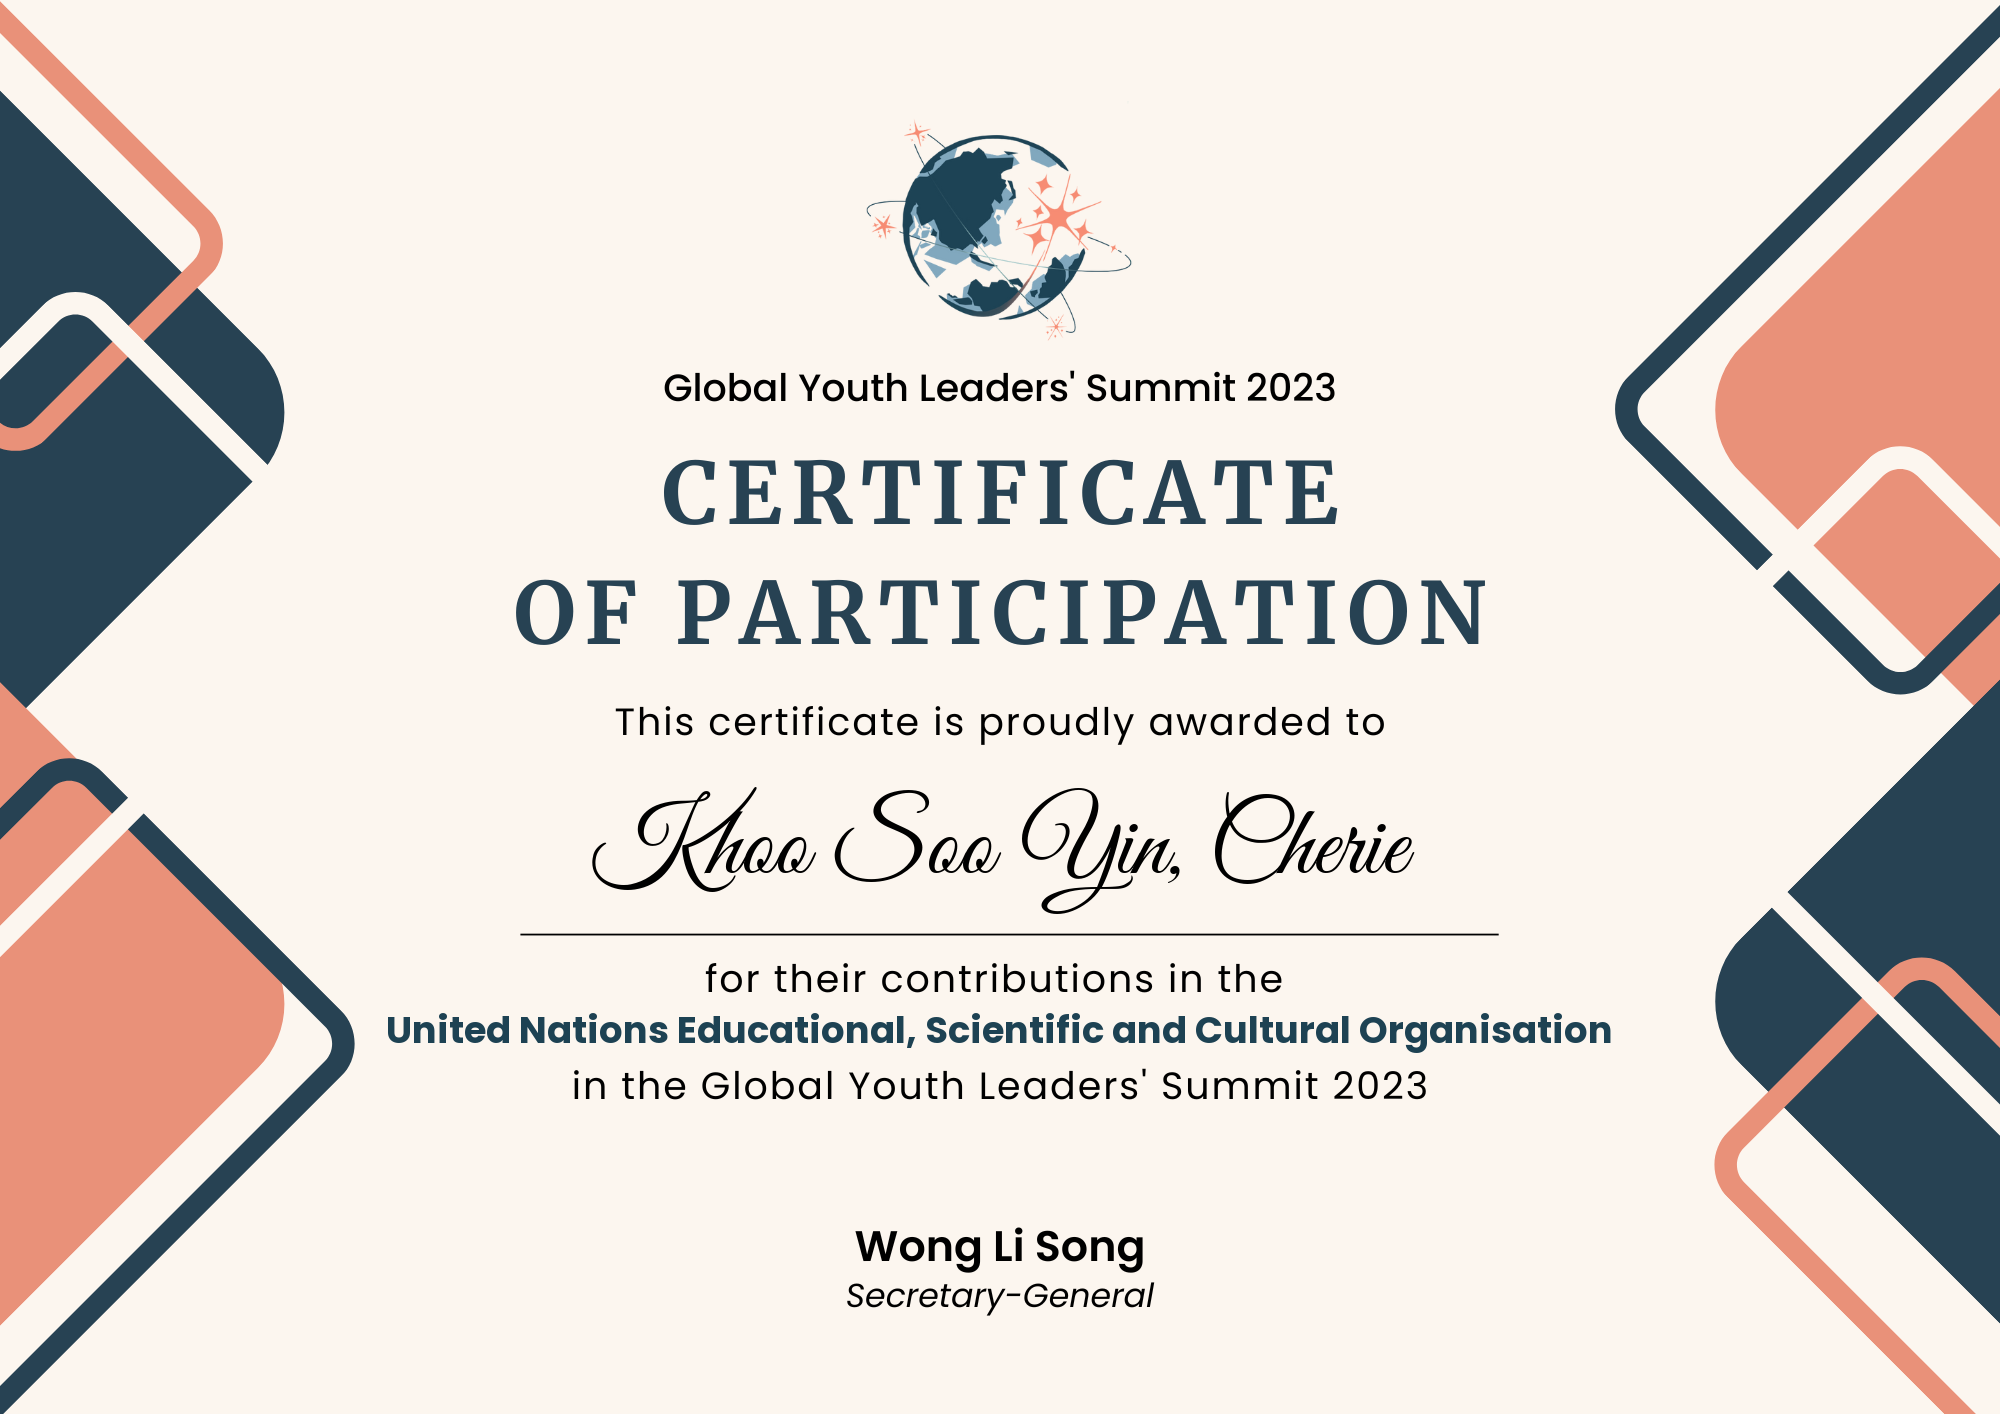 Global Youth Leaders' Summit 2023
CERTIFICATE
OF PARTICIPATION
This certificate is proudly awarded to
Khoo Soo Yin, Cherie
for their contributions in the
United Nations Educational, Scientific and Cultural Organisation
in the Global Youth Leaders' Summit 2023
Wong Li Song
Secretary-General